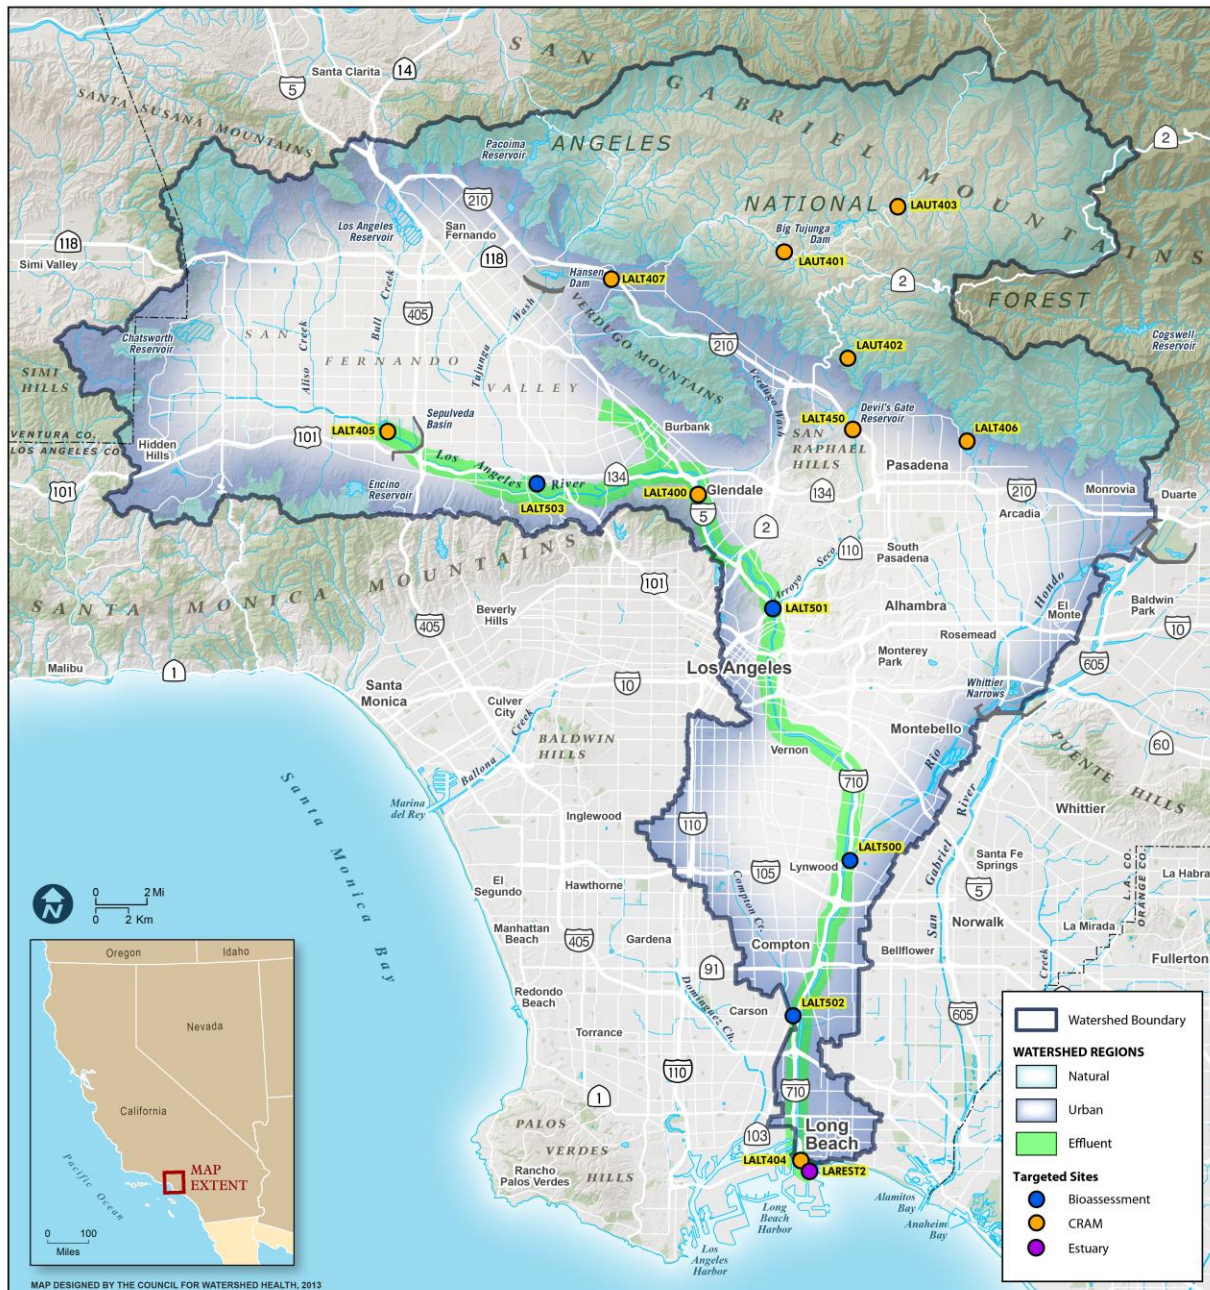 SAN GABRIEL MOUNTAINS
Santa Clarita
14
5
SANTA SUSANA MOUNTAINS
Pacoima
Reservoir
ANGELES
2
210
NATIONAL
LAUT403
Los Angeles
Reservoir
San
Fernando
Big Tujunga
Dam
118
Simi Valley
118
Hansen
Dam
LALT407
LAUT401
2
FOREST
405
Bull Creek
Wash
VERDUGO MOUNTAINS
Chatsworth
Reservoir
SAN
FERNANDO
VALLEY
Aliso Creek
Tujunga
210
Cogswell
Reservoir
LAUT402
SIMI
HILLS
Verdugo Wash
LALT450
Devil's Gate
Reservoir
Sepulveda
Basin
LALT405
Burbank
SAN
RAPHAEL
HILLS
LALT406
VENTURA CO.
LOS ANGELES CO.
Hidden
Hills
101
101
Los Angeles River
134
Pasadena
Encino
Reservoir
LALT503
LALT400
Glendale
134
210
Monrovia
Duarte
Arcadia
5
2
110
South
Pasadena
SANTA MONICA MOUNTAINS
101
Arroyo Seco
Hondo
405
Beverly
Hills
LALT501
Alhambra
El
Monte
Baldwin
Park
Rosemead
10
Monterey
Park
605
Malibu
1
Los Angeles
Santa
Monica
10
Whittier
Narrows
Culver
City
Montebello
BALDWIN
HILLS
Vernon
Rio
60
PUENTE HILLS
Ballona Creek
Marina
del Rey
710
Santa Monica Bay
Inglewood
110
Whittier
San Gabriel River
LALT500
Lynwood
Santa Fe
Springs
L.A. CO.
ORANGE CO.
La Habra
El
Segundo
Hawthorne
105
Compton Cr.
5
N
0 2 Mi
0 2 Km
Norwalk
La Mirada
Manhattan
Beach
405
Gardena
Compton
Bellflower
Fullerton
91
Creek
Redondo
Beach
Dominguez Ch.
Carson
LALT502
605
Torrance
110
710
1
PALOS
VERDES
HILLS
Rancho
Palos Verdes
103
Long
Beach
LALT404
LAREST2
Long
Beach
Harbor
Alamitos
Bay
Anaheim
Bay
Los
Angeles
Harbor
Oregon
Idaho
Nevada
California
Pacific Ocean
MAP
EXTENT
0 100
Miles
Watershed Boundary
WATERSHED REGIONS
Natural
Urban
Effluent
Targeted Sites
Bioassessment
CRAM
Estuary
MAP DESIGNED BY THE COUNCIL FOR WATERSHED HEALTH, 2013